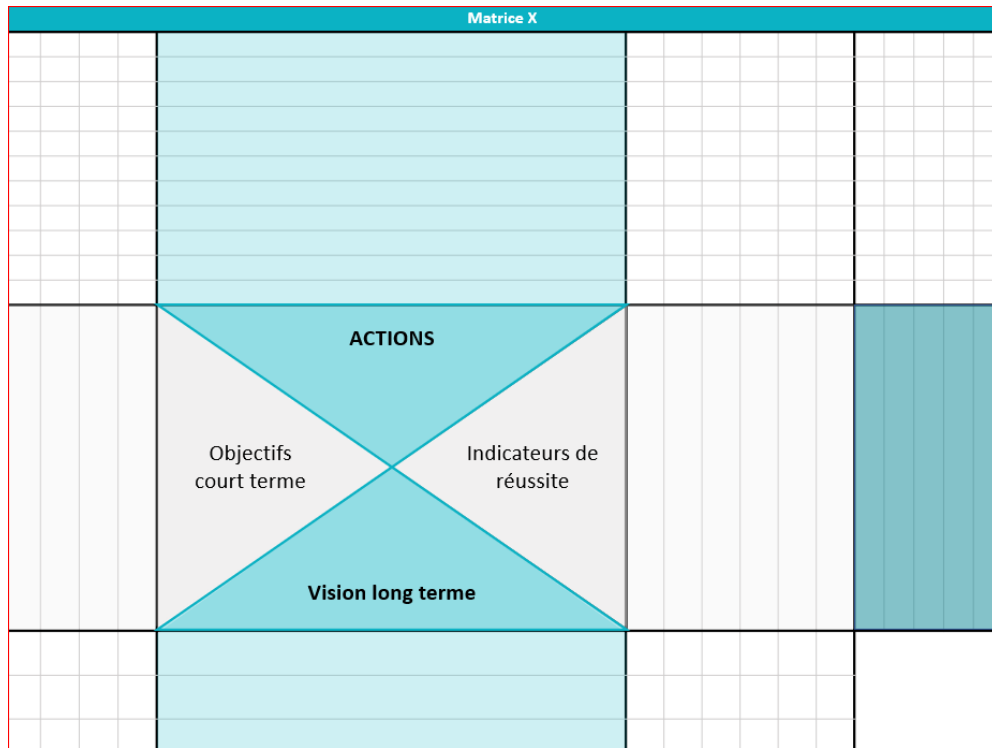 Matrice X
ACTIONS
Objectifs
court terme
Indicateurs de
réussite
Vision long terme